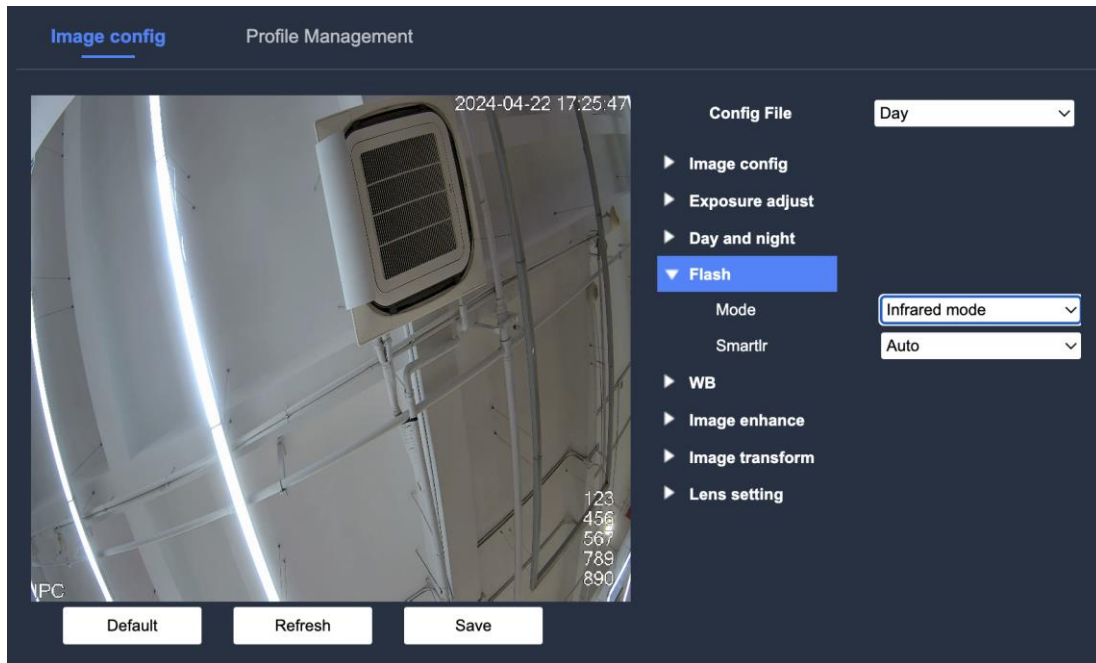 Image config
Profile Management
2024-04-22 17:25:47
123
456
567
789
890
IPC
Default
Refresh
Save
Config File
Day
Image config
Exposure adjust
Day and night
Flash
Mode
Infrared mode
SmartIr
Auto
WB
Image enhance
Image transform
Lens setting